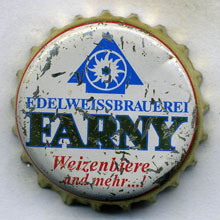 EDELWEISSBRAUEREI
FARNY
Weizenbiere
und mehr...!